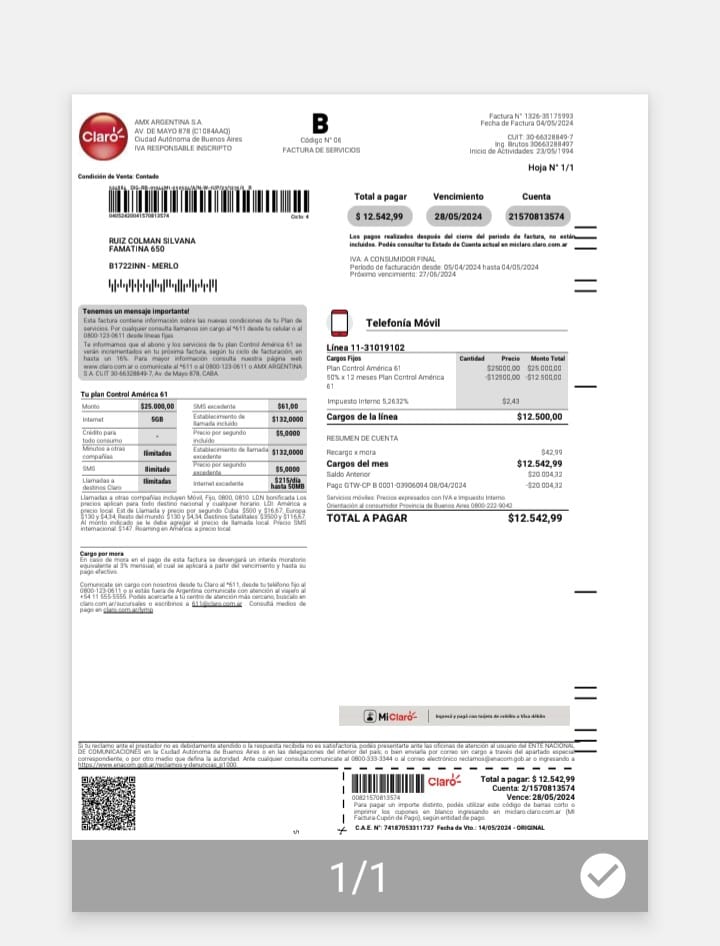 Claro
AMX ARGENTINA S.A.
AV. DE MAYO 878 (C1084AAQ)
Ciudad Autónoma de Buenos Aires
IVA RESPONSABLE INSCRIPTO
B
Código N° 06
FACTURA DE SERVICIOS
Factura N° 1326-35175993
Fecha de Factura 04/05/2024
CUIT: 30-66328849-7
Ing. Brutos 30663288497
Inicio de Actividades: 23/05/1994
Hoja N° 1/1
Condición de Venta: Contado
Ciclo: 4
Total a pagar Vencimiento Cuenta
$ 12.542,99 28/05/2024 21570813574
Los pagos realizados después del cierre del período de factura, no están
incluidos. Podés consultar tu Estado de Cuenta actual en miclaro.claro.com.ar
IVA: A CONSUMIDOR FINAL
Período de facturación desde: 05/04/2024 hasta 04/05/2024
Próximo vencimiento: 27/06/2024
RUIZ COLMAN SILVANA
FAMATINA 650
B1722INN - MERLO
Tenemos un mensaje importante!
Esta factura contiene información sobre las nuevas condiciones de tu Plan de
servicios. Por cualquier consulta llamanos sin cargo al *611 desde tu celular o al
0800-123-0611 desde líneas fijas
Te informamos que el abono y los servicios de tu plan Control América 61 se
verán incrementados en tu próxima factura, según tu ciclo de facturación, en
hasta un 16%. Para mayor información consulta nuestra página web
www.claro.com.ar o comunicate al *611 o al 0800-123-0611 o AMX ARGENTINA
S.A. CUIT 30-66328849-7, Av. de Mayo 878, CABA.
Tu plan Control América 61
Monto $25.000,00 SMS excedente $61,00
Internet 5GB Establecimiento de llamada incluido $132,0000
Crédito para todo consumo - Precio por segundo incluido $5,0000
Minutos a otras compañías Ilimitados Establecimiento de llamada excedente $132,0000
SMS Ilimitado Precio por segundo excedente $5,0000
Llamadas a destinos Claro Ilimitadas Internet excedente $215/día hasta 50MB
Llamadas a otras compañías incluyen Móvil, Fijo, 0800, 0810. LDN bonificada Los
precios aplican para todo destino nacional y cualquier horario. LDI: América a
precio local. Est de Llamada y precio por segundo: Cuba: $500 y $16,67, Europa
$130 y $4,34, Resto del mundo: $130 y $4,34, Destinos Satelitales: $3500 y $116,67.
Al monto indicado se le debe agregar el precio de llamada local. Precio SMS
internacional: $147. Roaming en América: a precio local
Cargo por mora
En caso de mora en el pago de esta factura se devengará un interés moratorio
equivalente al 3% mensual, el cual se aplicará a partir del vencimiento y hasta su
pago efectivo.
Comunicate sin cargo con nosotros desde tu Claro al *611, desde tu teléfono fijo al
0800-123-0611 o si estás fuera de Argentina comunicate con atención al viajero al
+54 11 555-5555. Podés acercarte a tu centro de atención más cercano, búscalo en
claro.com.ar/sucursales o escribinos a 611@claro.com.ar Consultá medios de
pago en claro.com.ar/lymp
Telefonía Móvil
Línea 11-31019102
Cargos Fijos Cantidad Precio Monto Total
Plan Control América 61 $25000,00 $25.000,00
50% x 12 meses Plan Control América 61 -$12500,00 -$12.500,00
Impuesto Interno 5,2632% $2,43
Cargos de la línea $12.500,00
RESUMEN DE CUENTA
Recargo x mora $42,99
Cargos del mes $12.542,99
Saldo Anterior $20.004,32
Pago GTW-CP B 0001-03906094 08/04/2024 -$20.004,32
Servicios móviles: Precios expresados con IVA e Impuesto Interno
Orientación al consumidor Provincia de Buenos Aires 0800-222-9042
TOTAL A PAGAR $12.542,99
MiClaro Ingresá y pagá con tarjeta de crédito o Visa débito
Si tu reclamo ante el prestador no es debidamente atendido o la respuesta recibida no es satisfactoria, podés presentarte ante las oficinas de atención al usuario del ENTE NACIONAL
DE COMUNICACIONES en la Ciudad Autónoma de Buenos Aires o en las delegaciones del interior del país; o bien enviarla por correo sin cargo a través del apartado especial
correspondiente, o por otro medio que defina la autoridad. Ante cualquier consulta comunicate al 0800-333-3344 o al correo electrónico reclamos@enacom.gob.ar o ingresando a
https://www.enacom.gob.ar/reclamos-y-denuncias_p1000.
Claro
00821570813574
Total a pagar: $ 12.542,99
Cuenta: 2/1570813574
Vence: 28/05/2024
Para pagar un importe distinto, podés utilizar este código de barras corto o
imprimir los cupones en blanco ingresando en miclaro.claro.com.ar (Mi
Factura-Cupón de Pago), según entidad de pago.
C.A.E. N°: 74187053311737 Fecha de Vto.: 14/05/2024 - ORIGINAL
1/1
1/1